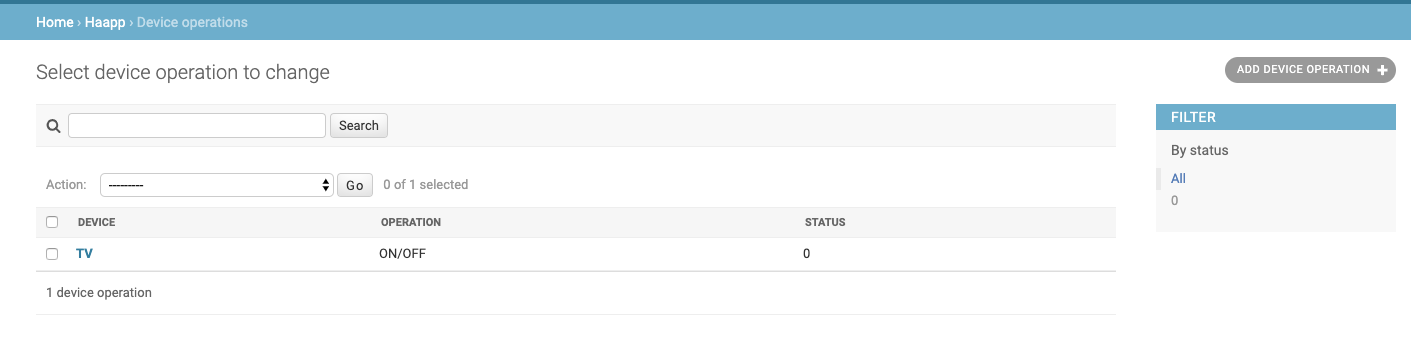 Home › Haapp › Device operations
Select device operation to change
ADD DEVICE OPERATION +
Search
FILTER
By status
All
0
Action: --------- Go 0 of 1 selected
DEVICE OPERATION STATUS
TV ON/OFF 0
1 device operation